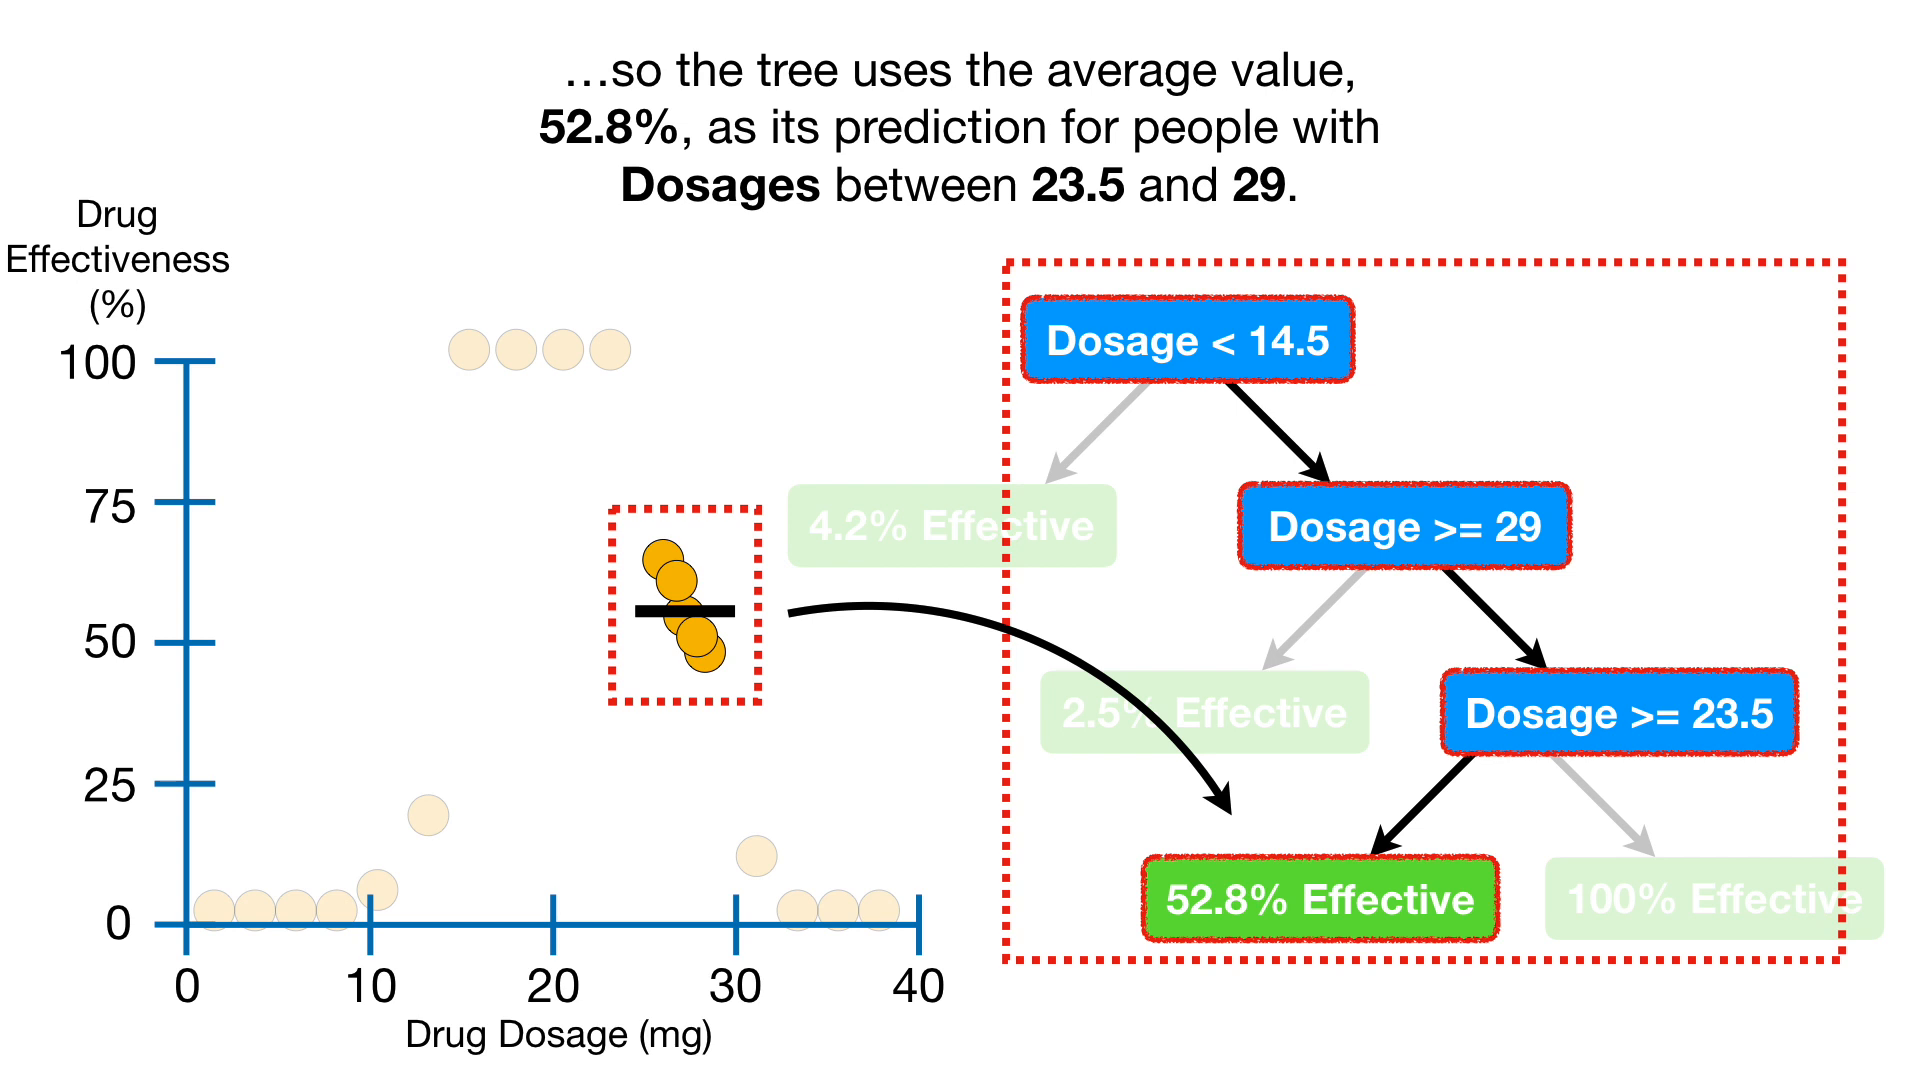 …so the tree uses the average value,
52.8%, as its prediction for people with
Dosages between 23.5 and 29.
Drug
Effectiveness
(%)
100
75
50
25
0
0
10
20
30
40
Drug Dosage (mg)
Dosage < 14.5
4.2% Effective
Dosage >= 29
2.5% Effective
Dosage >= 23.5
52.8% Effective
100% Effective